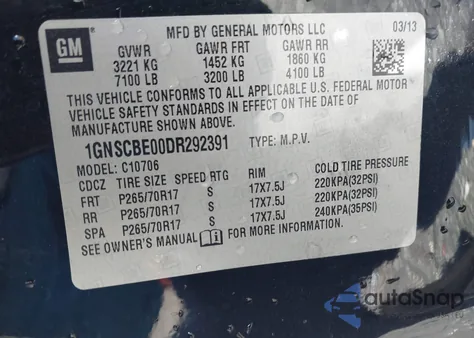 GM
MFD BY GENERAL MOTORS LLC
03/13
GVWR GAWR FRT GAWR RR
3221 KG 1452 KG 1860 KG
7100 LB 3200 LB 4100 LB
THIS VEHICLE CONFORMS TO ALL APPLICABLE U.S. FEDERAL MOTOR
VEHICLE SAFETY AND THEFT PREVENTION STANDARDS IN EFFECT ON
THE DATE OF MANUFACTURE SHOWN ABOVE.
1GNSCBE00DR292391 TYPE: M.P.V.
MODEL: C10706
CDCZ TIRE SIZE SPEED RTG RIM COLD TIRE PRESSURE
FRT P265/70R17 S 17X7.5J 220KPA(32PSI)
RR P265/70R17 S 17X7.5J 220KPA(32PSI)
SPA P265/70R17 S 17X7.5J 240KPA(35PSI)
SEE OWNER'S MANUAL FOR MORE INFORMATION.
autoSnap